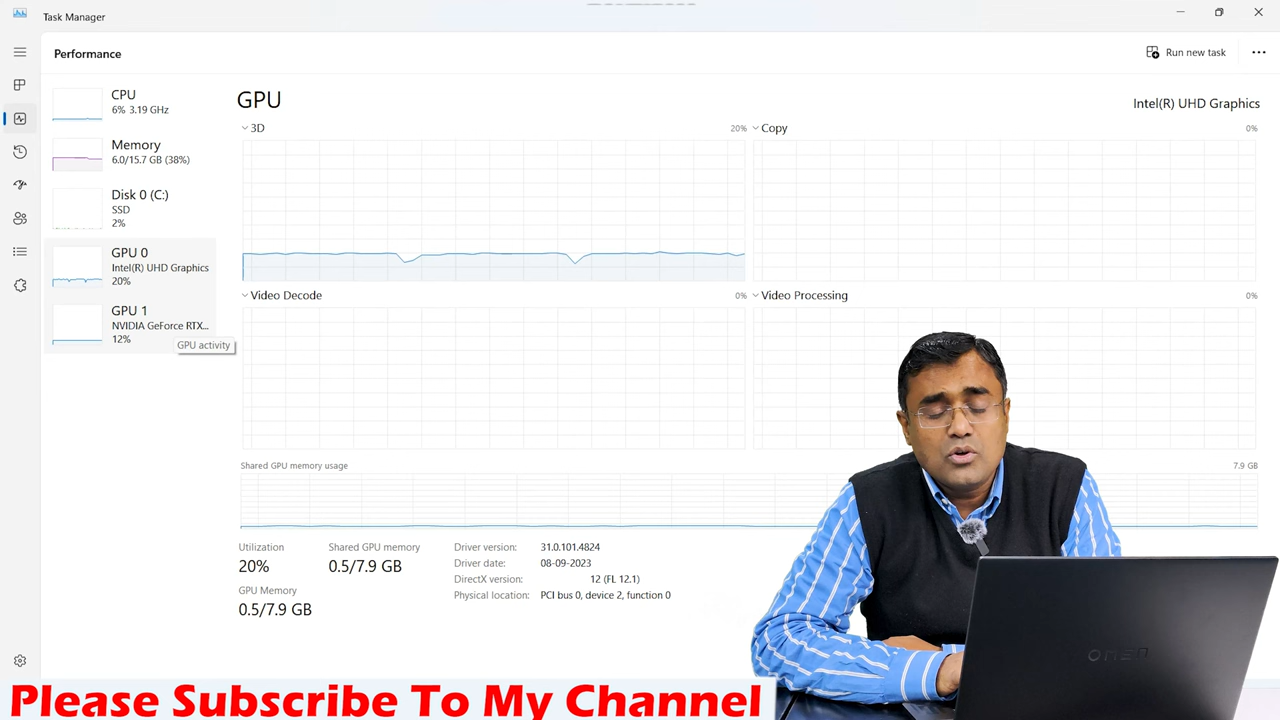 Task Manager
Performance
Run new task
CPU
6% 3.19 GHz
Memory
6.0/15.7 GB (38%)
Disk 0 (C:)
SSD
2%
GPU 0
Intel(R) UHD Graphics
20%
GPU 1
NVIDIA GeForce RTX...
12%
GPU activity
GPU
Intel(R) UHD Graphics
3D
20%
Copy
0%
Video Decode
0%
Video Processing
0%
Shared GPU memory usage
7.9 GB
Utilization
20%
Shared GPU memory
0.5/7.9 GB
GPU Memory
0.5/7.9 GB
Driver version:
31.0.101.4824
Driver date:
08-09-2023
DirectX version:
12 (FL 12.1)
Physical location:
PCI bus 0, device 2, function 0
OMEN
Please Subscribe To My Channel